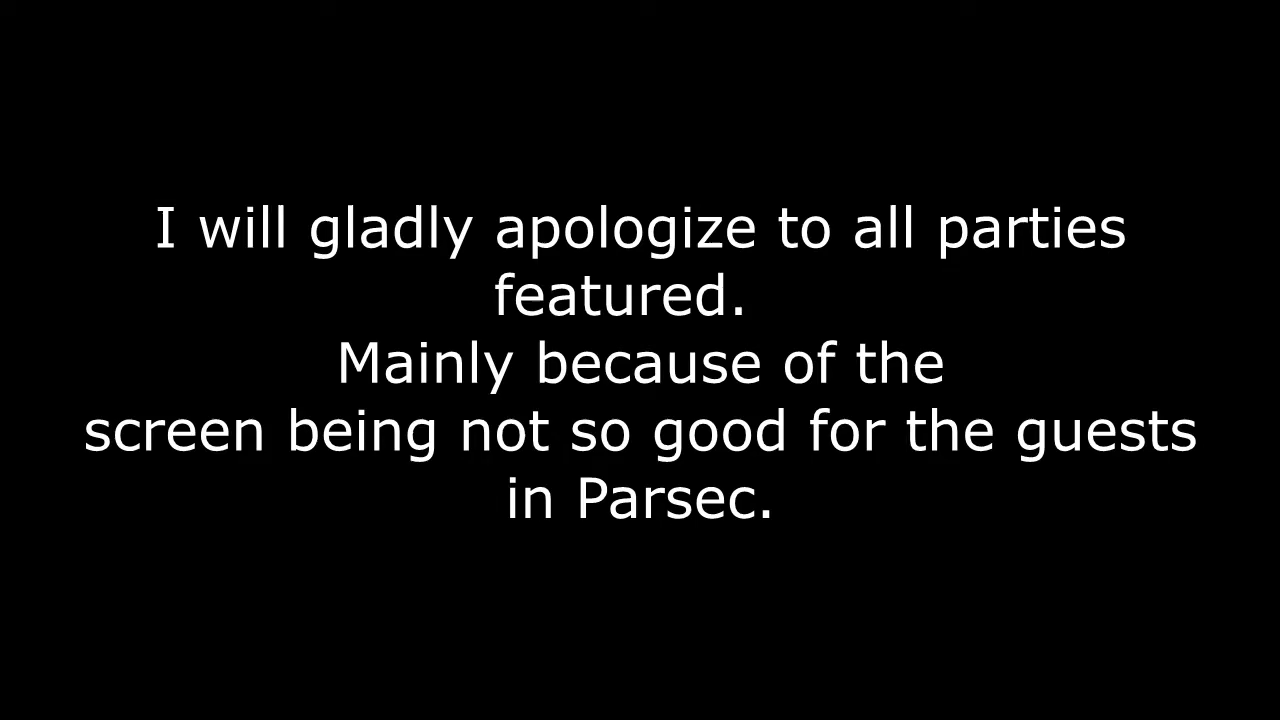 I will gladly apologize to all parties
featured.
Mainly because of the
screen being not so good for the guests
in Parsec.